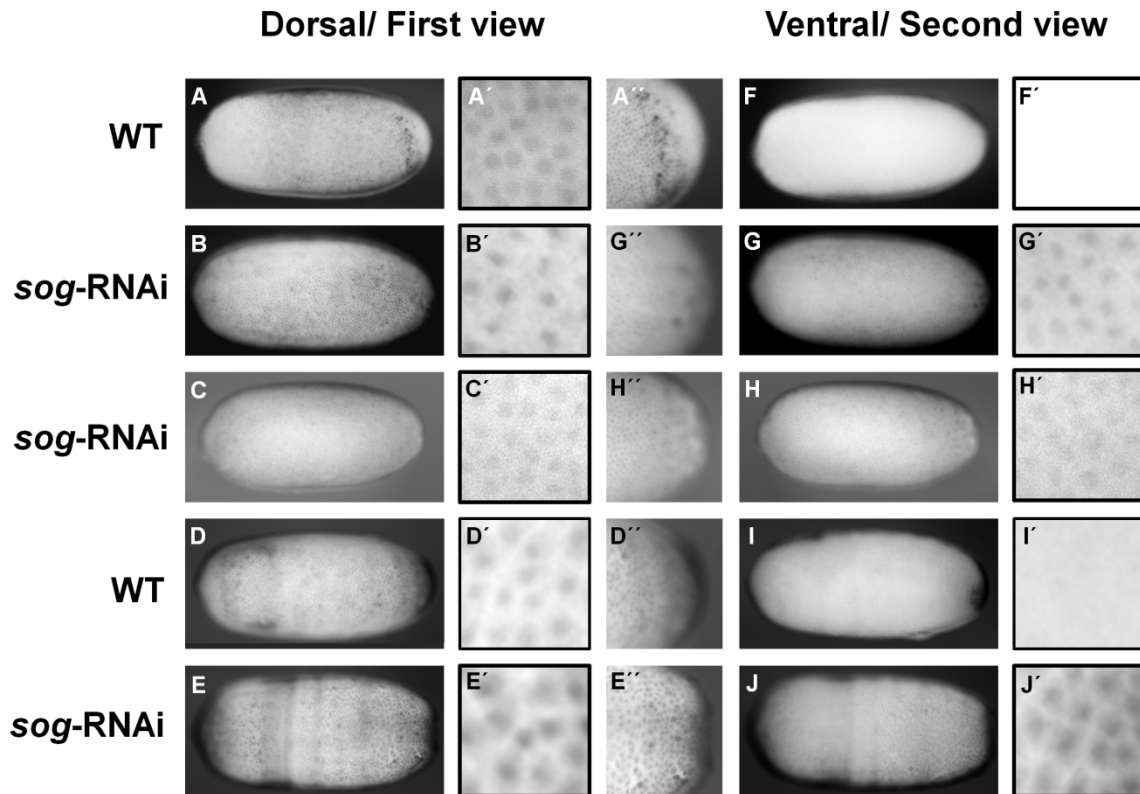 Dorsal/ First view
Ventral/ Second view
WT
A
A´
A´´
F
F´
sog-RNAi
B
B´
G´´
G
G´
sog-RNAi
C
C´
H´´
H
H´
WT
D
D´
D´´
I
I´
sog-RNAi
E
E´
E´´
J
J´